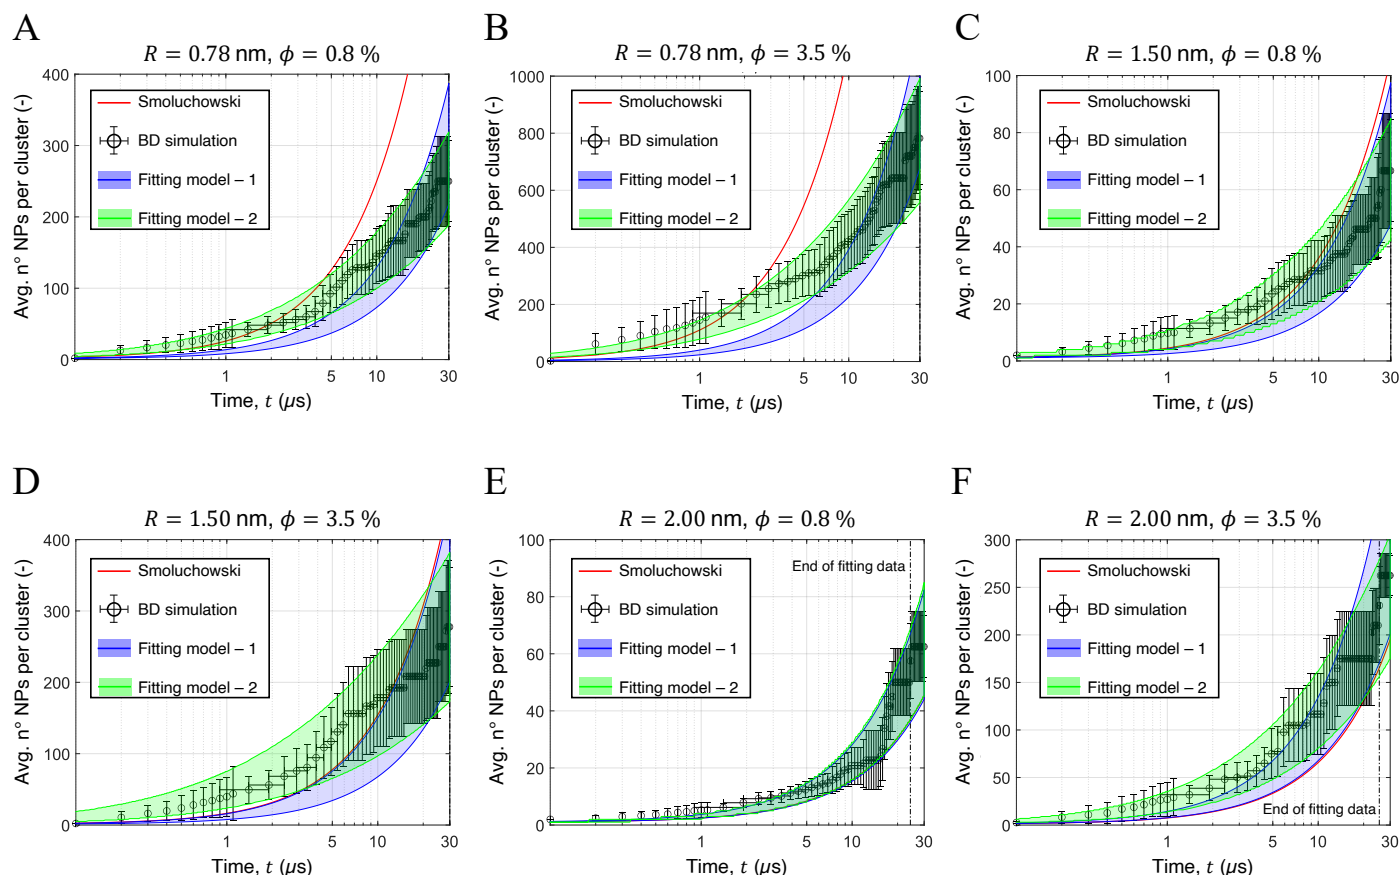 A
R = 0.78 nm, ϕ = 0.8 %
Avg. n° NPs per cluster (-)
400
300
200
100
0
Smoluchowski
BD simulation
Fitting model – 1
Fitting model – 2
1
5
10
30
Time, t (μs)
B
R = 0.78 nm, ϕ = 3.5 %
Avg. n° NPs per cluster (-)
1000
800
600
400
200
0
Smoluchowski
BD simulation
Fitting model – 1
Fitting model – 2
1
5
10
30
Time, t (μs)
C
R = 1.50 nm, ϕ = 0.8 %
Avg. n° NPs per cluster (-)
100
80
60
40
20
0
Smoluchowski
BD simulation
Fitting model – 1
Fitting model – 2
1
5
10
30
Time, t (μs)
D
R = 1.50 nm, ϕ = 3.5 %
Avg. n° NPs per cluster (-)
400
300
200
100
0
Smoluchowski
BD simulation
Fitting model – 1
Fitting model – 2
1
5
10
30
Time, t (μs)
E
R = 2.00 nm, ϕ = 0.8 %
Avg. n° NPs per cluster (-)
100
80
60
40
20
0
Smoluchowski
BD simulation
Fitting model – 1
Fitting model – 2
End of fitting data
1
5
10
30
Time, t (μs)
F
R = 2.00 nm, ϕ = 3.5 %
Avg. n° NPs per cluster (-)
300
250
200
150
100
50
0
Smoluchowski
BD simulation
Fitting model – 1
Fitting model – 2
End of fitting data
1
5
10
30
Time, t (μs)